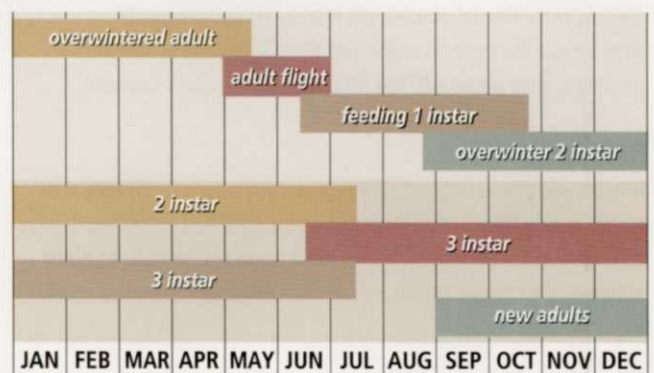 overwintered adult
adult flight
feeding 1 instar
overwinter 2 instar
2 instar
3 instar
3 instar
new adults
JAN FEB MAR APR MAY JUN JUL AUG SEP OCT NOV DEC